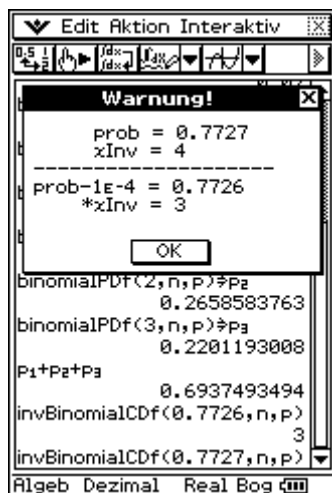 Edit Aktion Interaktiv
Warnung!
prob = 0.7727
xInv = 4
prob-1E-4 = 0.7726
*xInv = 3
OK
binomialPDf(2,n,p)⇒p₂
0.2658583763
binomialPDf(3,n,p)⇒p₃
0.2201193008
p₁+p₂+p₃
0.6937493494
invBinomialCDf(0.7726,n,p)
3
invBinomialCDf(0.7727,n,p)
Algeb Dezimal Real Bog